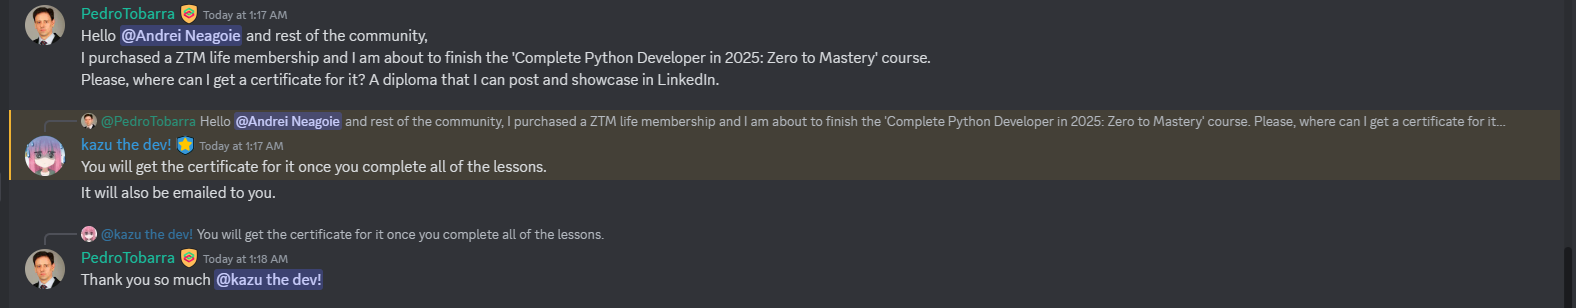 PedroTobarra Today at 1:17 AM
Hello @Andrei Neagoie and rest of the community,
I purchased a ZTM life membership and I am about to finish the 'Complete Python Developer in 2025: Zero to Mastery' course.
Please, where can I get a certificate for it? A diploma that I can post and showcase in LinkedIn.
@PedroTobarra Hello @Andrei Neagoie and rest of the community, I purchased a ZTM life membership and I am about to finish the 'Complete Python Developer in 2025: Zero to Mastery' course. Please, where can I get a certificate for it...
kazu the dev! Today at 1:17 AM
You will get the certificate for it once you complete all of the lessons.
It will also be emailed to you.
@kazu the dev! You will get the certificate for it once you complete all of the lessons.
PedroTobarra Today at 1:18 AM
Thank you so much @kazu the dev!